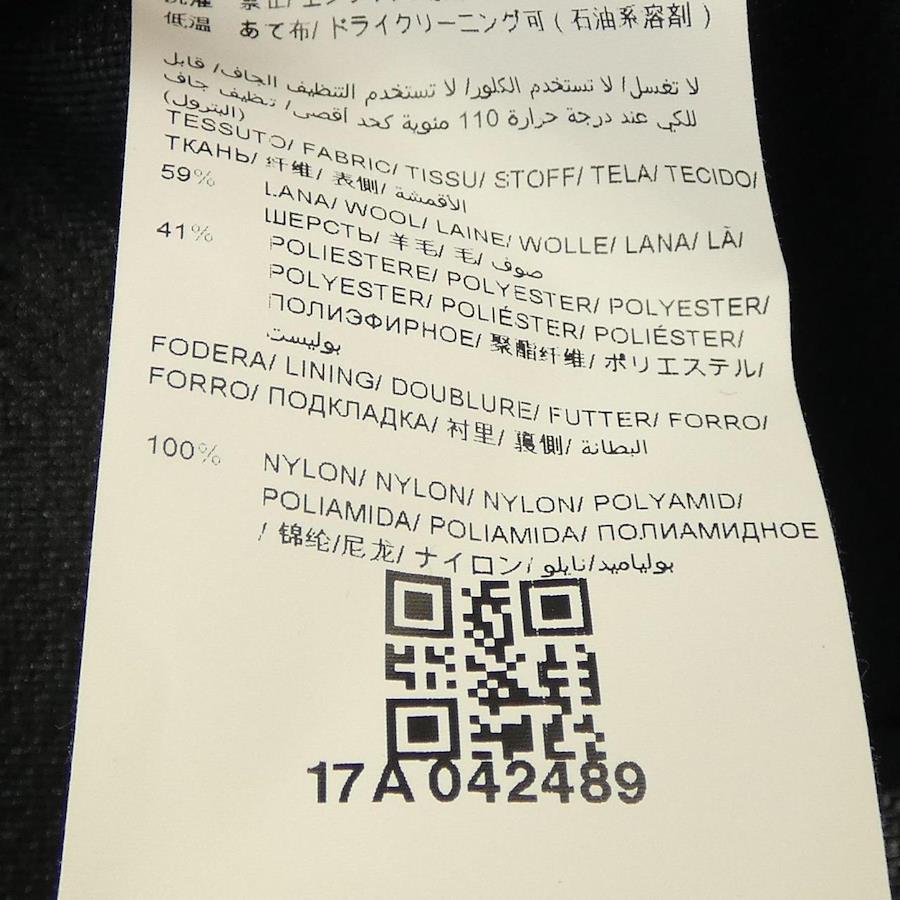 低温 あて布/ ドライクリーニング可 ( 石油系溶剤 )
لا تغسل/ لا تستخدم الكلور/ لا تستخدم التنظيف الجاف/ قابل
للكي عند درجة حرارة 110 مئوية كحد أقصى/ تنظيف جاف
(البترول)
TESSUTO/ FABRIC/ TISSU/ STOFF/ TELA/ TECIDO/
ТКАНЬ/ 纤维/ 表側/ الأقمشة
59% LANA/ WOOL/ LAINE/ WOLLE/ LANA/ LÃ/
ШЕРСТЬ/ 羊毛/ 毛/ صوف
41% POLIESTERE/ POLYESTER/ POLYESTER/
POLYESTER/ POLIÉSTER/ POLIÉSTER/
ПОЛИЭФИРНОЕ/ 聚酯纤维/ ポリエステル/
بوليست
FODERA/ LINING/ DOUBLURE/ FUTTER/ FORRO/
FORRO/ ПОДКЛАДКА/ 衬里/ 裏側/ البطانة
100% NYLON/ NYLON/ NYLON/ POLYAMID/
POLIAMIDA/ POLIAMIDA/ ПОЛИАМИДНОЕ
/ 锦纶/尼龙/ ナイロン/ بولياميد/نايلو
17A042489